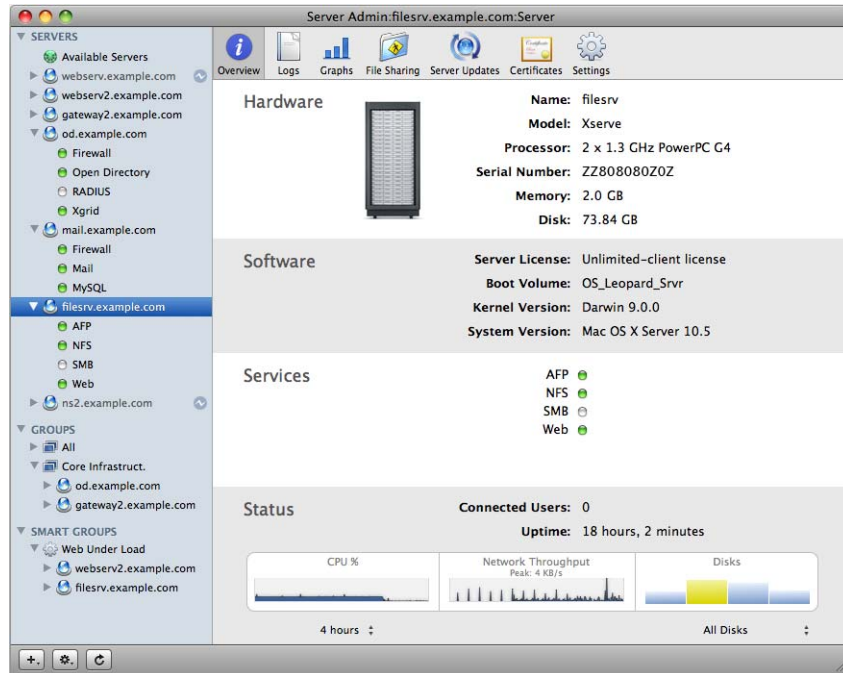 Server Admin:filesrv.example.com:Server
SERVERS
Available Servers
webserv.example.com
webserv2.example.com
gateway2.example.com
od.example.com
Firewall
Open Directory
RADIUS
Xgrid
mail.example.com
Firewall
Mail
MySQL
filesrv.example.com
AFP
NFS
SMB
Web
ns2.example.com
GROUPS
All
Core Infrastruct.
od.example.com
gateway2.example.com
SMART GROUPS
Web Under Load
webserv2.example.com
filesrv.example.com
Overview Logs Graphs File Sharing Server Updates Certificates Settings
Hardware
Name: filesrv
Model: Xserve
Processor: 2 x 1.3 GHz PowerPC G4
Serial Number: ZZ808080Z0Z
Memory: 2.0 GB
Disk: 73.84 GB
Software
Server License: Unlimited-client license
Boot Volume: OS_Leopard_Srvr
Kernel Version: Darwin 9.0.0
System Version: Mac OS X Server 10.5
Services
AFP
NFS
SMB
Web
Status
Connected Users: 0
Uptime: 18 hours, 2 minutes
CPU %
Network Throughput
Peak: 4 KB/s
Disks
4 hours
All Disks